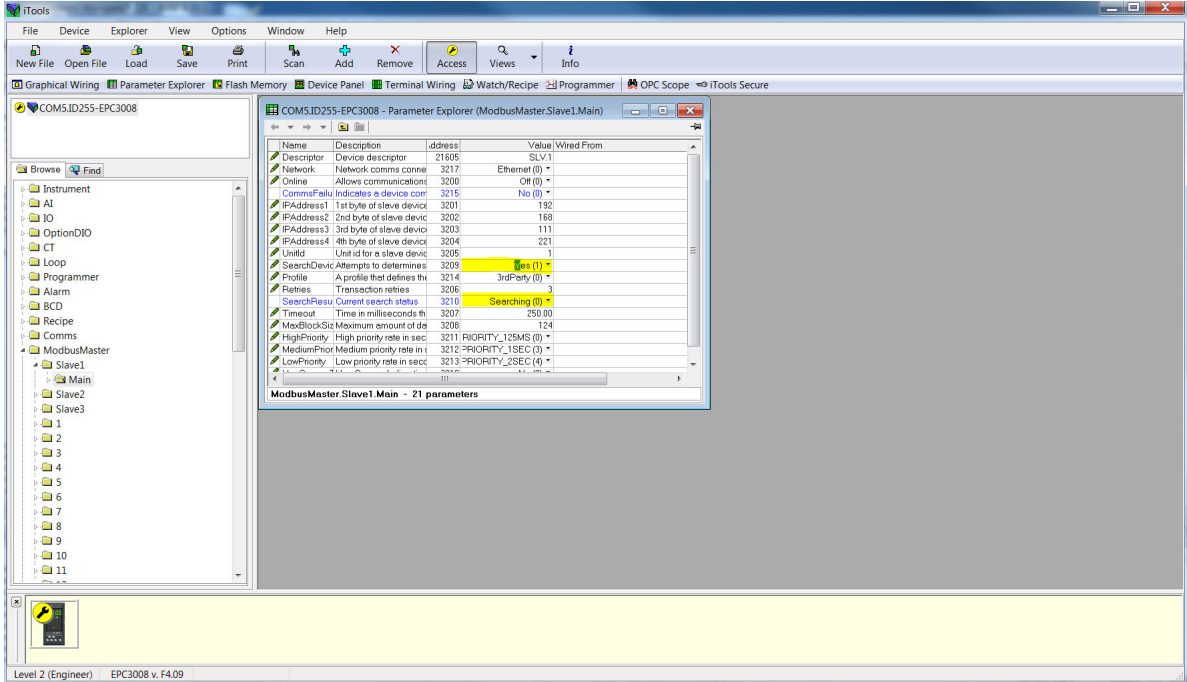 iTools
File Device Explorer View Options Window Help
New File Open File Load Save Print Scan Add Remove Access Views Info
Graphical Wiring Parameter Explorer Flash Memory Device Panel Terminal Wiring Watch/Recipe Programmer OPC Scope iTools Secure
COM5.ID255-EPC3008
Browse Find
Instrument
AI
IO
OptionDIO
CT
Loop
Programmer
Alarm
BCD
Recipe
Comms
ModbusMaster
Slave1
Main
Slave2
Slave3
1
2
3
4
5
6
7
8
9
10
11
COM5.ID255-EPC3008 - Parameter Explorer (ModbusMaster.Slave1.Main)
Name Description ddress Value Wired From
Descriptor Device descriptor 21605 SLV.1
Network Network comms conne 3217 Ethernet (0)
Online Allows communications 3200 Off (0)
CommsFailu Indicates a device com 3215 No (0)
IPAddress1 1st byte of slave device 3201 192
IPAddress2 2nd byte of slave devic 3202 168
IPAddress3 3rd byte of slave device 3203 111
IPAddress4 4th byte of slave device 3204 221
UnitId Unit id for a slave devic 3205 1
SearchDevic Attempts to determines 3209 Yes (1)
Profile A profile that defines the 3214 3rdParty (0)
Retries Transaction retries 3206 3
SearchResu Current search status 3210 Searching (0)
Timeout Time in milliseconds th 3207 250.00
MaxBlockSiz Maximum amount of da 3208 124
HighPriority High priority rate in sec 3211 RIORITY_125MS (0)
MediumPrior Medium priority rate in s 3212 PRIORITY_1SEC (3)
LowPriority Low priority rate in seco 3213 PRIORITY_2SEC (4)
ModbusMaster.Slave1.Main - 21 parameters
Level 2 (Engineer) EPC3008 v. F4.09